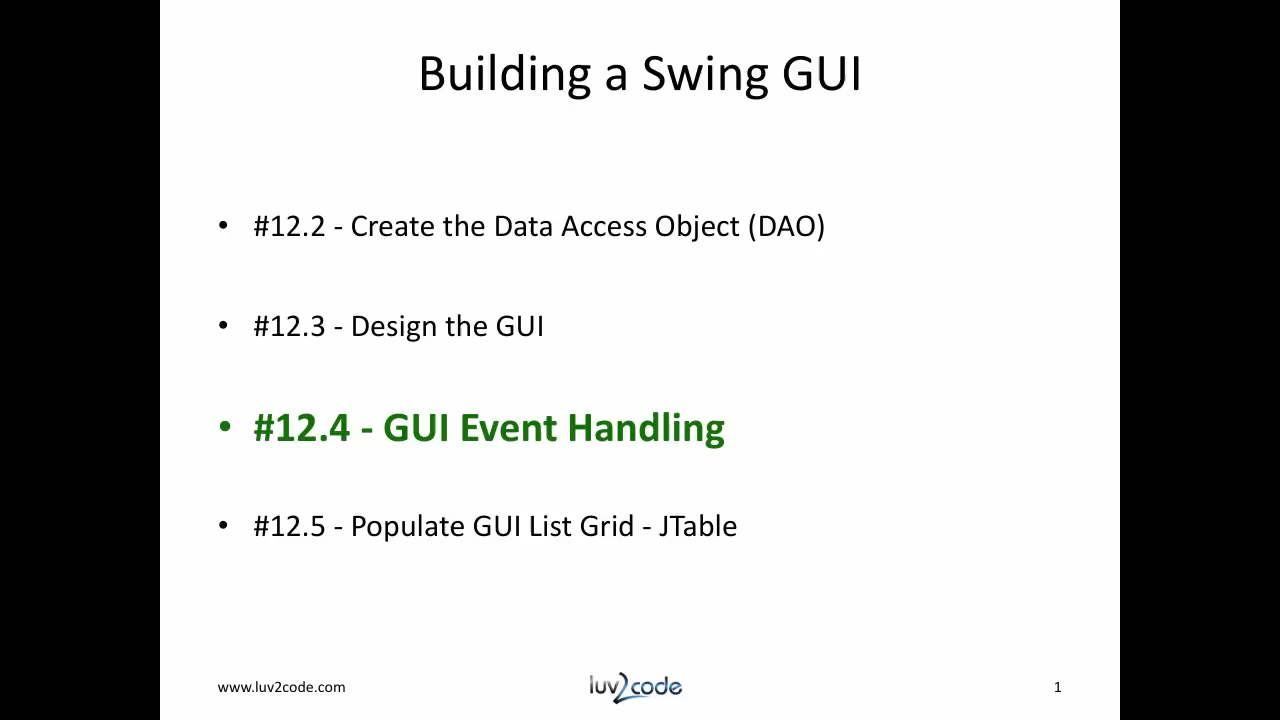 Building a Swing GUI
• #12.2 - Create the Data Access Object (DAO)
• #12.3 - Design the GUI
• #12.4 - GUI Event Handling
• #12.5 - Populate GUI List Grid - JTable
www.luv2code.com
luv2code
1